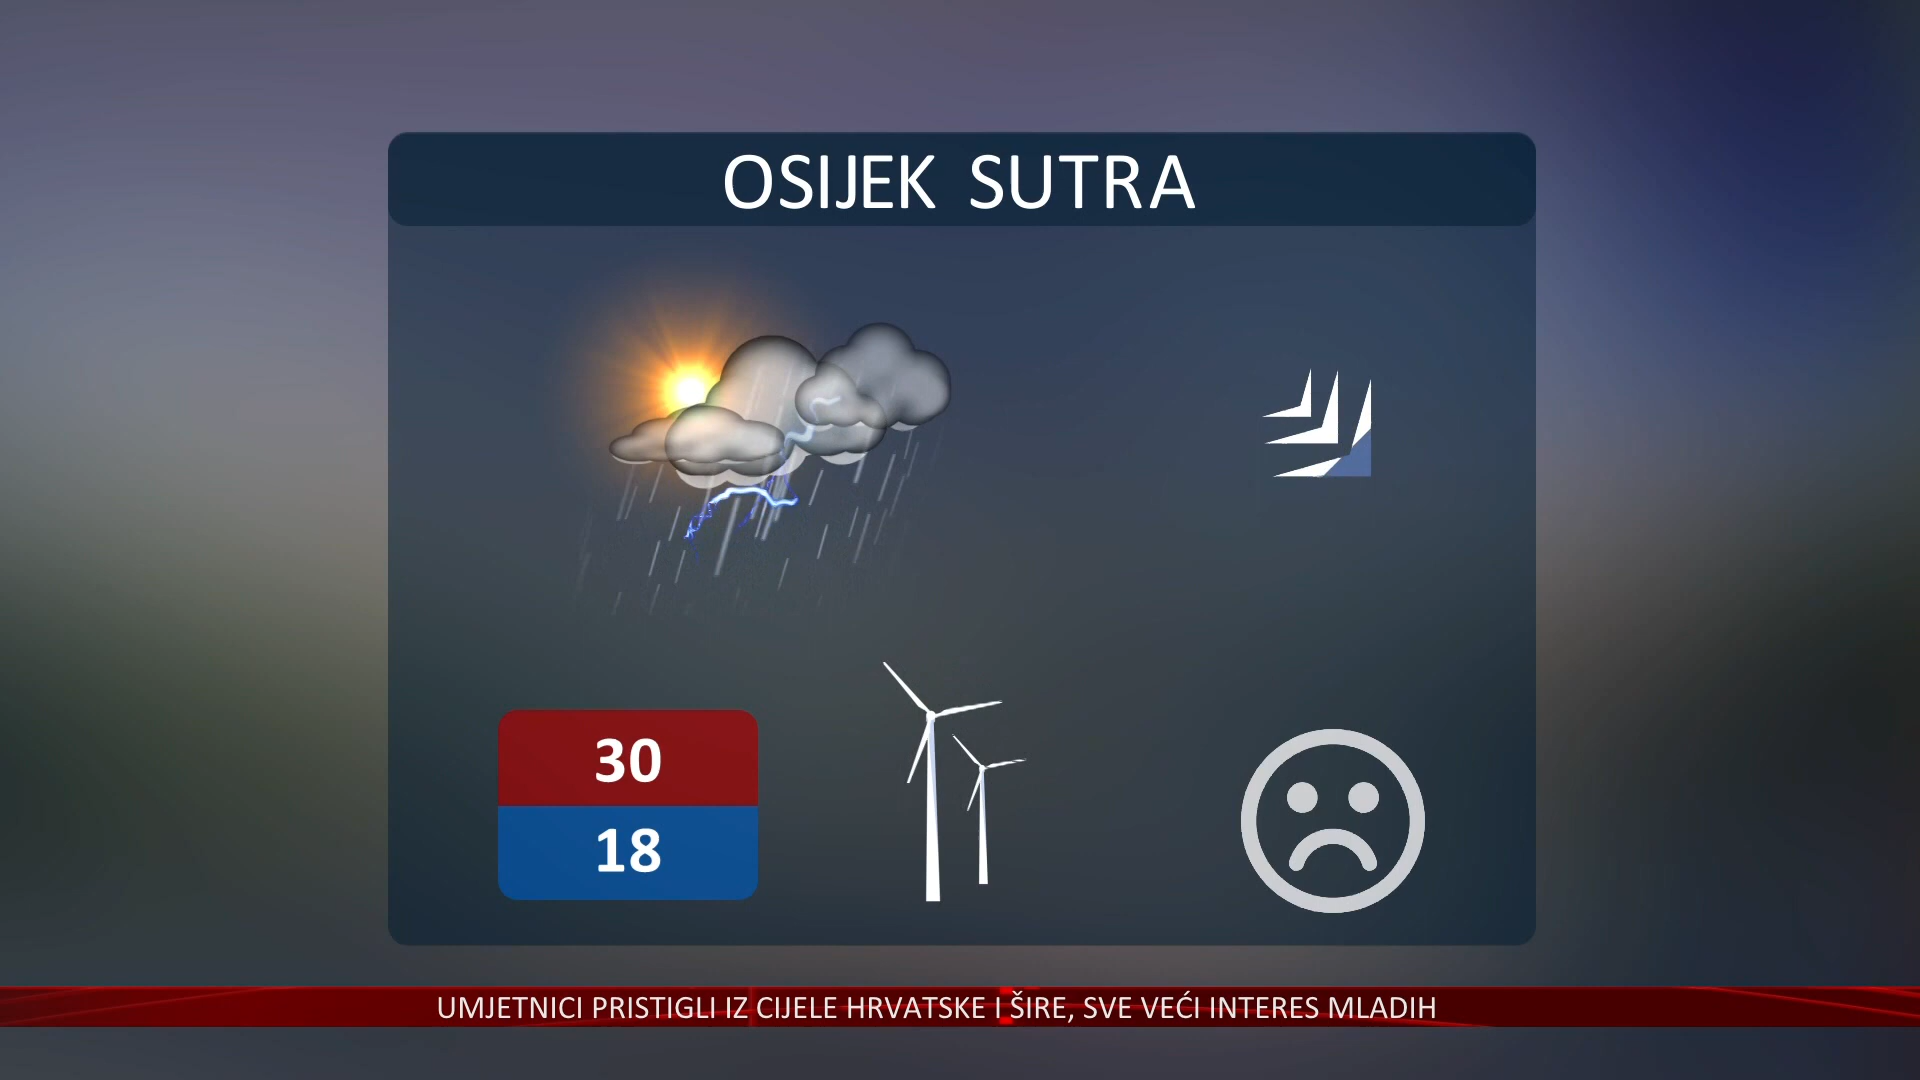 OSIJEK SUTRA
30
18
UMJETNICI PRISTIGLI IZ CIJELE HRVATSKE I ŠIRE, SVE VEĆI INTERES MLADIH